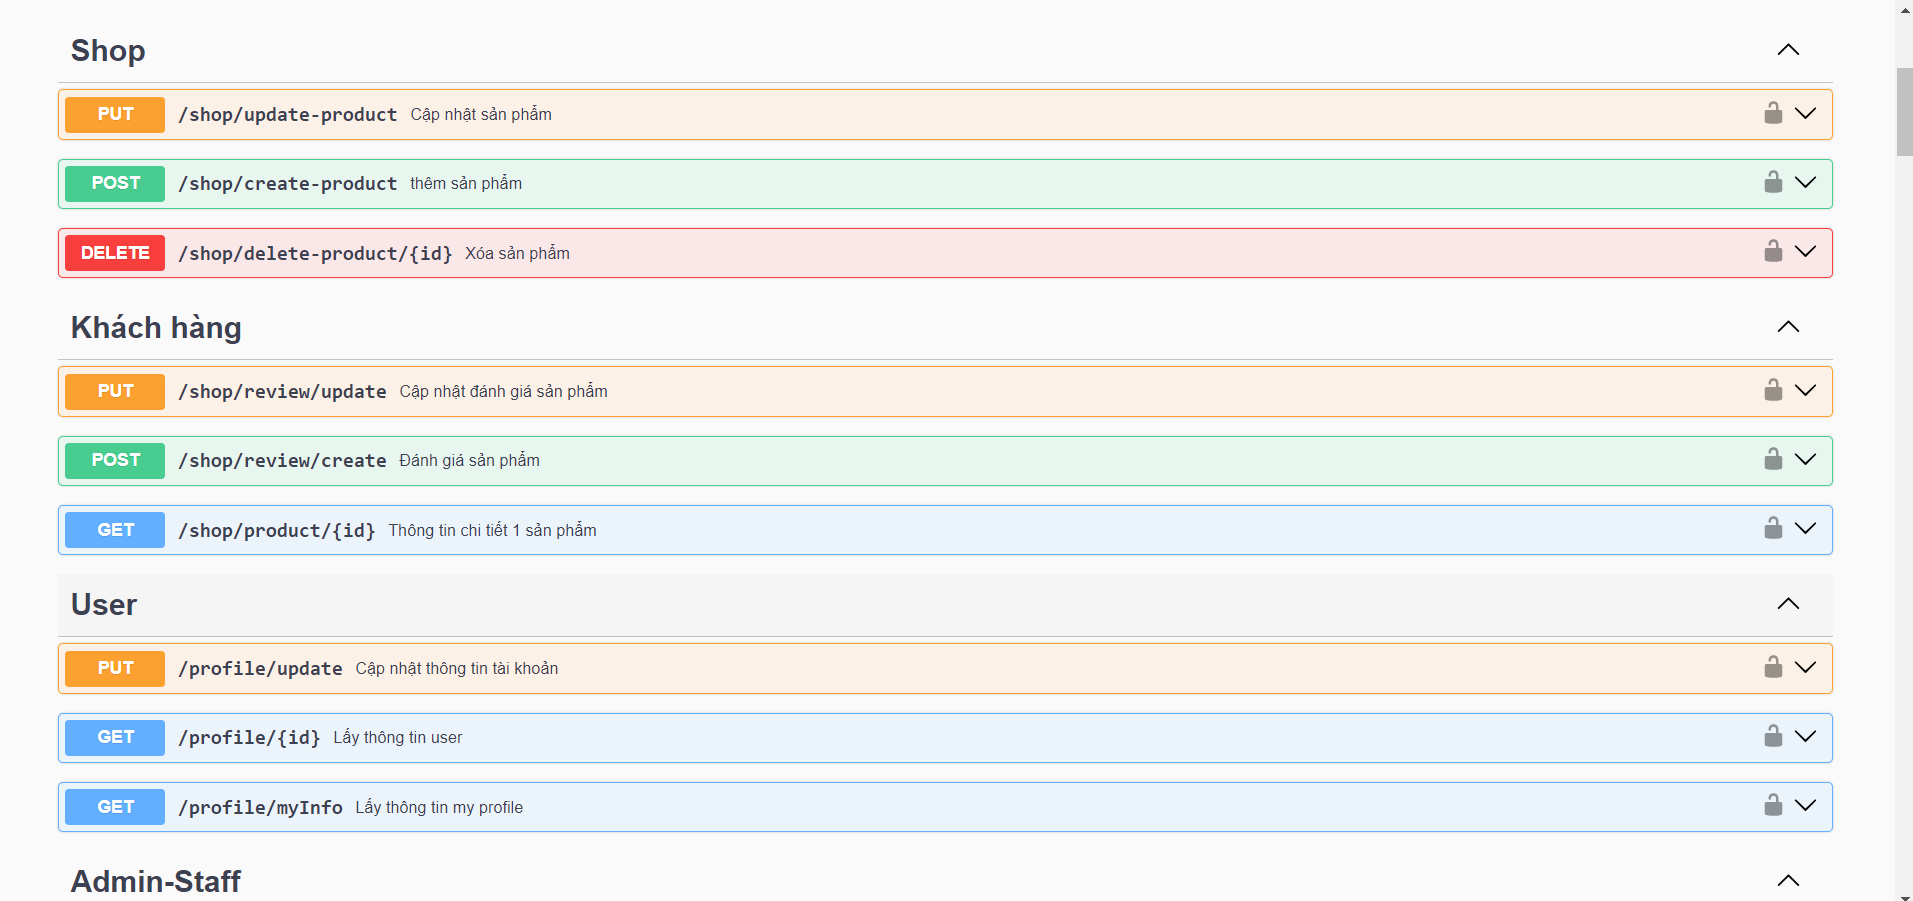 Shop
PUT /shop/update-product Cập nhật sản phẩm
POST /shop/create-product thêm sản phẩm
DELETE /shop/delete-product/{id} Xóa sản phẩm
Khách hàng
PUT /shop/review/update Cập nhật đánh giá sản phẩm
POST /shop/review/create Đánh giá sản phẩm
GET /shop/product/{id} Thông tin chi tiết 1 sản phẩm
User
PUT /profile/update Cập nhật thông tin tài khoản
GET /profile/{id} Lấy thông tin user
GET /profile/myInfo Lấy thông tin my profile
Admin-Staff